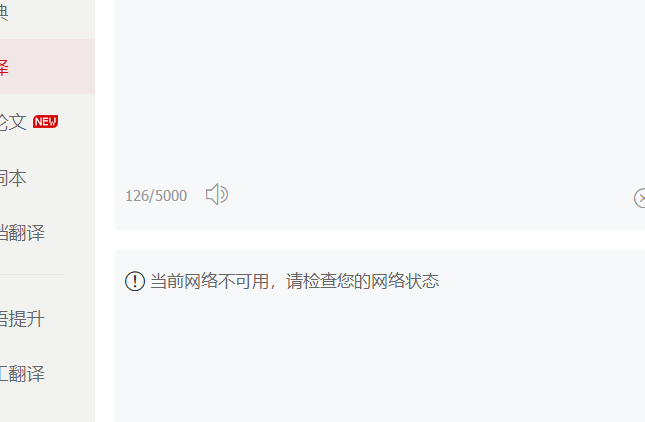 典
译
论文 NEW
词本
档翻译
126/5000
当前网络不可用，请检查您的网络状态
语提升
工翻译